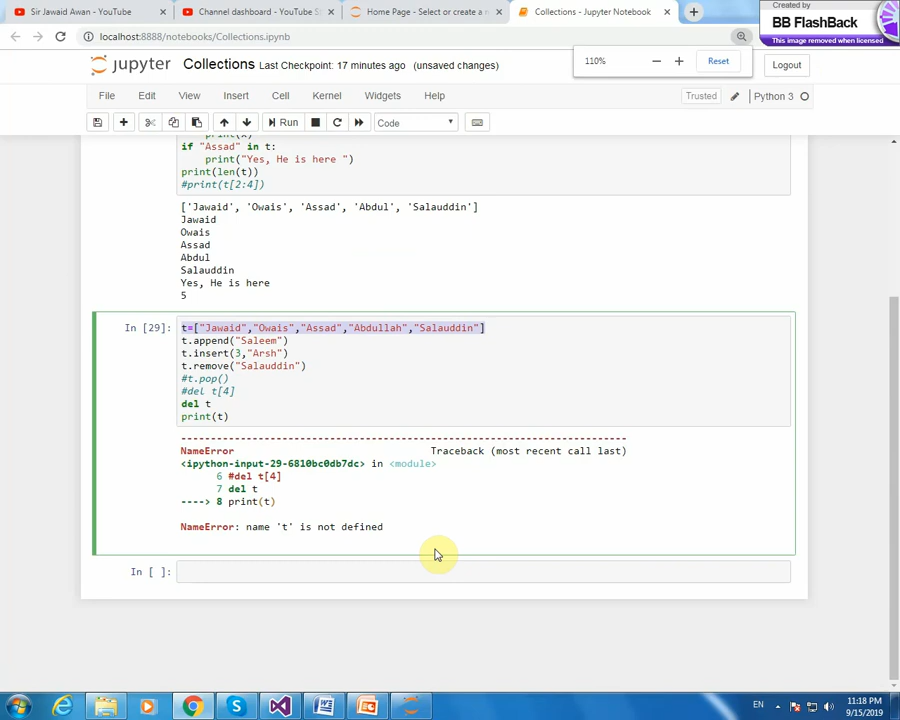 Sir Jawaid Awan - YouTube
Channel dashboard - YouTube S
Home Page - Select or create a n
Collections - Jupyter Notebook
Created by
BB FlashBack
This image removed when licensed
localhost:8888/notebooks/Collections.ipynb
110%
Reset
jupyter
Collections Last Checkpoint: 17 minutes ago (unsaved changes)
Logout
File Edit View Insert Cell Kernel Widgets Help
Trusted
Python 3
Run
Code
print(x)
if "Assad" in t:
print("Yes, He is here ")
print(len(t))
#print(t[2:4])
['Jawaid', 'Owais', 'Assad', 'Abdul', 'Salauddin']
Jawaid
Owais
Assad
Abdul
Salauddin
Yes, He is here
5
In [29]: t=["Jawaid","Owais","Assad","Abdullah","Salauddin"]
t.append("Saleem")
t.insert(3,"Arsh")
t.remove("Salauddin")
#t.pop()
#del t[4]
del t
print(t)
---------------------------------------------------------------------------
NameError Traceback (most recent call last)
<ipython-input-29-6810bc0db7dc> in <module>
6 #del t[4]
7 del t
----> 8 print(t)
NameError: name 't' is not defined
In [ ]:
EN
11:18 PM
9/15/2019